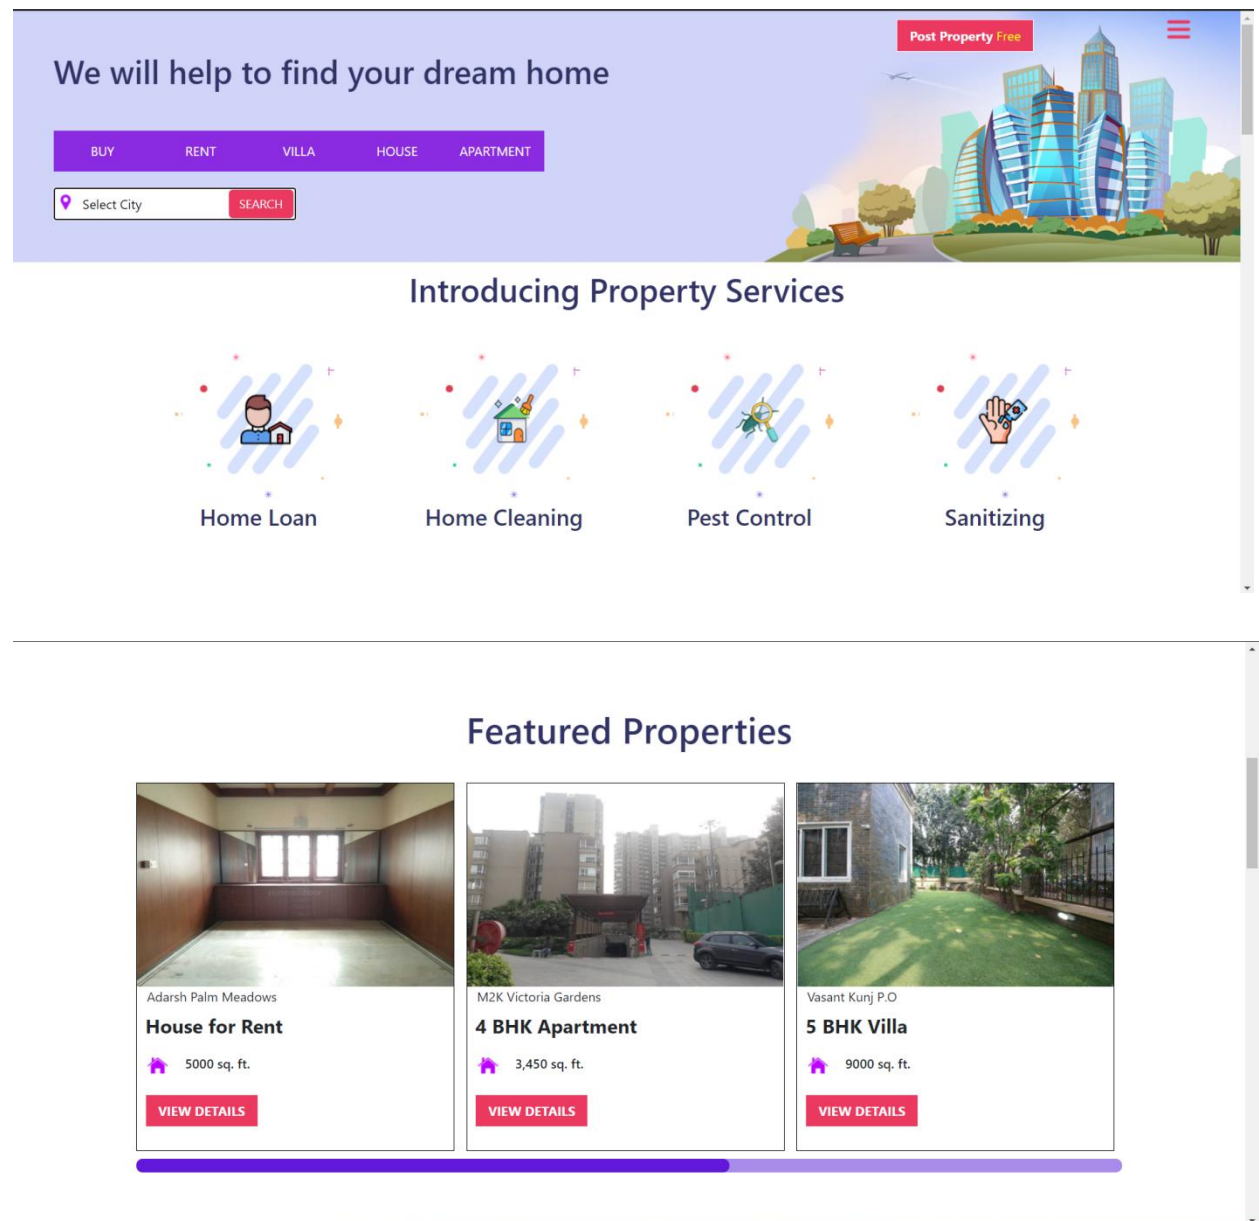 Post Property Free
We will help to find your dream home
BUY RENT VILLA HOUSE APARTMENT
Select City SEARCH
Introducing Property Services
Home Loan Home Cleaning Pest Control Sanitizing
Featured Properties
Adarsh Palm Meadows M2K Victoria Gardens Vasant Kunj P.O
House for Rent 4 BHK Apartment 5 BHK Villa
5000 sq. ft. 3,450 sq. ft. 9000 sq. ft.
VIEW DETAILS VIEW DETAILS VIEW DETAILS